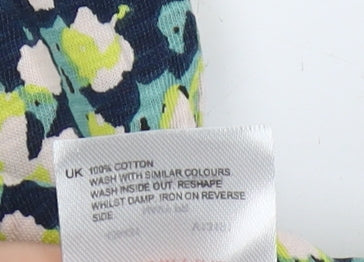 UK 100% COTTON
WASH WITH SIMILAR COLOURS.
WASH INSIDE OUT. RESHAPE
WHILST DAMP. IRON ON REVERSE
SIDE